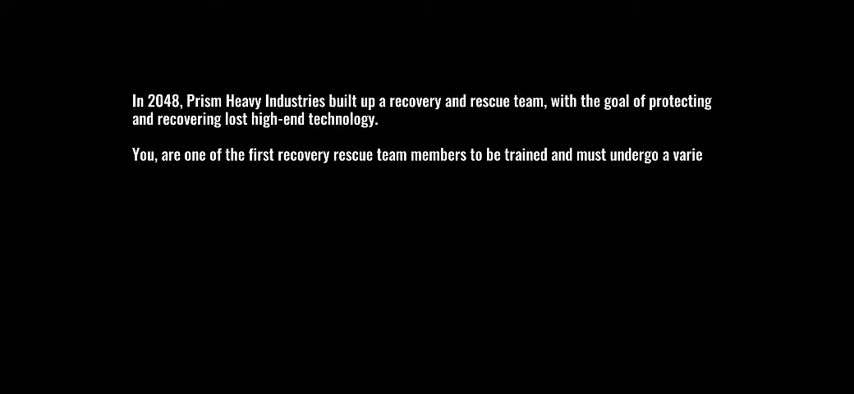 In 2048, Prism Heavy Industries built up a recovery and rescue team, with the goal of protecting
and recovering lost high-end technology.
You, are one of the first recovery rescue team members to be trained and must undergo a varie